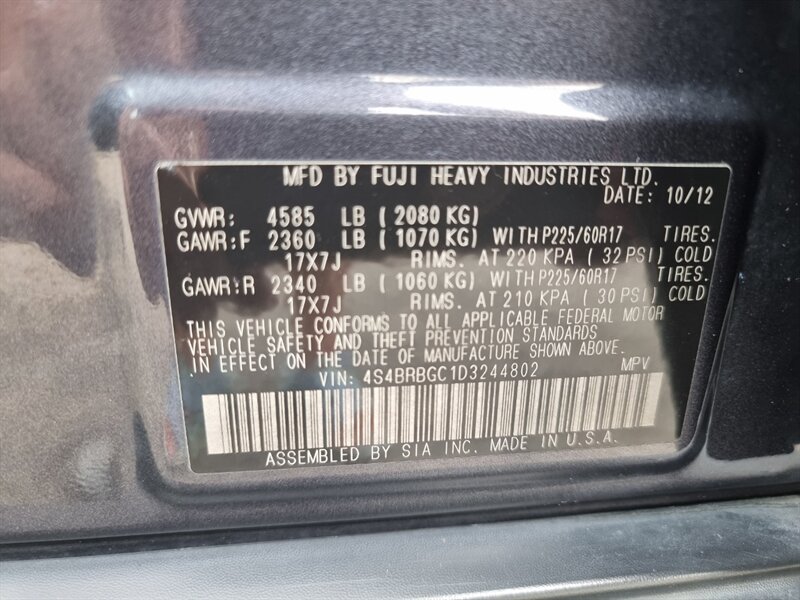 MFD BY FUJI HEAVY INDUSTRIES LTD.
DATE: 10/12
GVWR: 4585 LB ( 2080 KG)
GAWR:F 2360 LB ( 1070 KG) WITH P225/60R17 TIRES.
17X7J RIMS. AT 220 KPA ( 32 PSI) COLD
GAWR:R 2340 LB ( 1060 KG) WITH P225/60R17 TIRES.
17X7J RIMS. AT 210 KPA ( 30 PSI) COLD
THIS VEHICLE CONFORMS TO ALL APPLICABLE FEDERAL MOTOR
VEHICLE SAFETY AND THEFT PREVENTION STANDARDS
IN EFFECT ON THE DATE OF MANUFACTURE SHOWN ABOVE.
VIN: 4S4BRBGC1D3244802 MPV
ASSEMBLED BY SIA INC. MADE IN U.S.A.